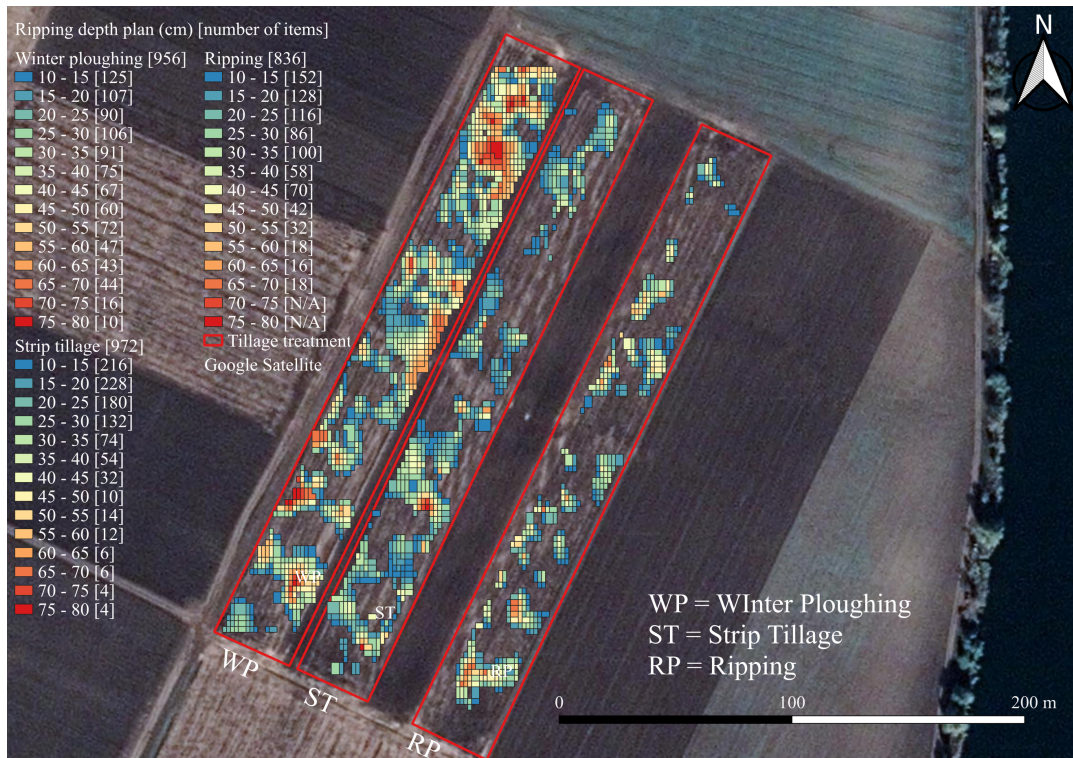 Ripping depth plan (cm) [number of items]
Winter ploughing [956]
10 - 15 [125]
15 - 20 [107]
20 - 25 [90]
25 - 30 [106]
30 - 35 [91]
35 - 40 [75]
40 - 45 [67]
45 - 50 [60]
50 - 55 [72]
55 - 60 [47]
60 - 65 [43]
65 - 70 [44]
70 - 75 [16]
75 - 80 [10]
Strip tillage [972]
10 - 15 [216]
15 - 20 [228]
20 - 25 [180]
25 - 30 [132]
30 - 35 [74]
35 - 40 [54]
40 - 45 [32]
45 - 50 [10]
50 - 55 [14]
55 - 60 [12]
60 - 65 [6]
65 - 70 [6]
70 - 75 [4]
75 - 80 [4]
Ripping [836]
10 - 15 [152]
15 - 20 [128]
20 - 25 [116]
25 - 30 [86]
30 - 35 [100]
35 - 40 [58]
40 - 45 [70]
45 - 50 [42]
50 - 55 [32]
55 - 60 [18]
60 - 65 [16]
65 - 70 [18]
70 - 75 [N/A]
75 - 80 [N/A]
Tillage treatment
Google Satellite
N
WP
ST
RP
WP
ST
RP
WP = WInter Ploughing
ST = Strip Tillage
RP = Ripping
0 100 200 m